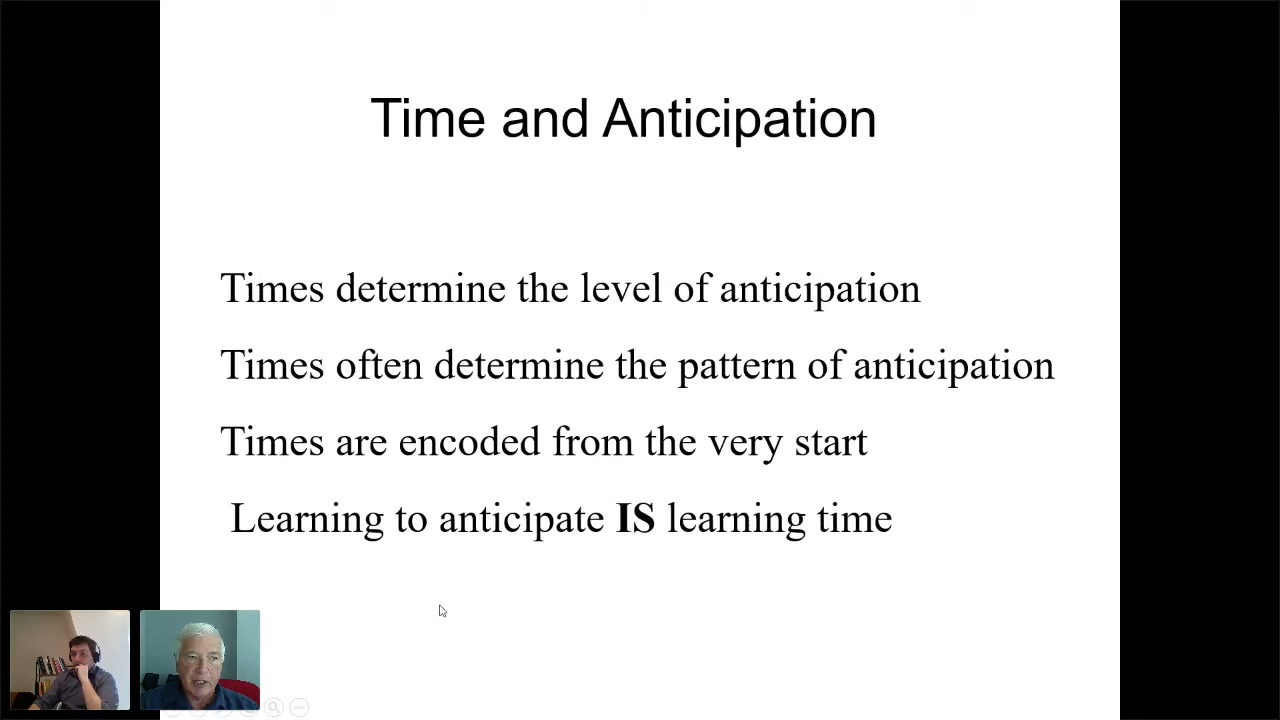 Time and Anticipation
Times determine the level of anticipation
Times often determine the pattern of anticipation
Times are encoded from the very start
Learning to anticipate IS learning time